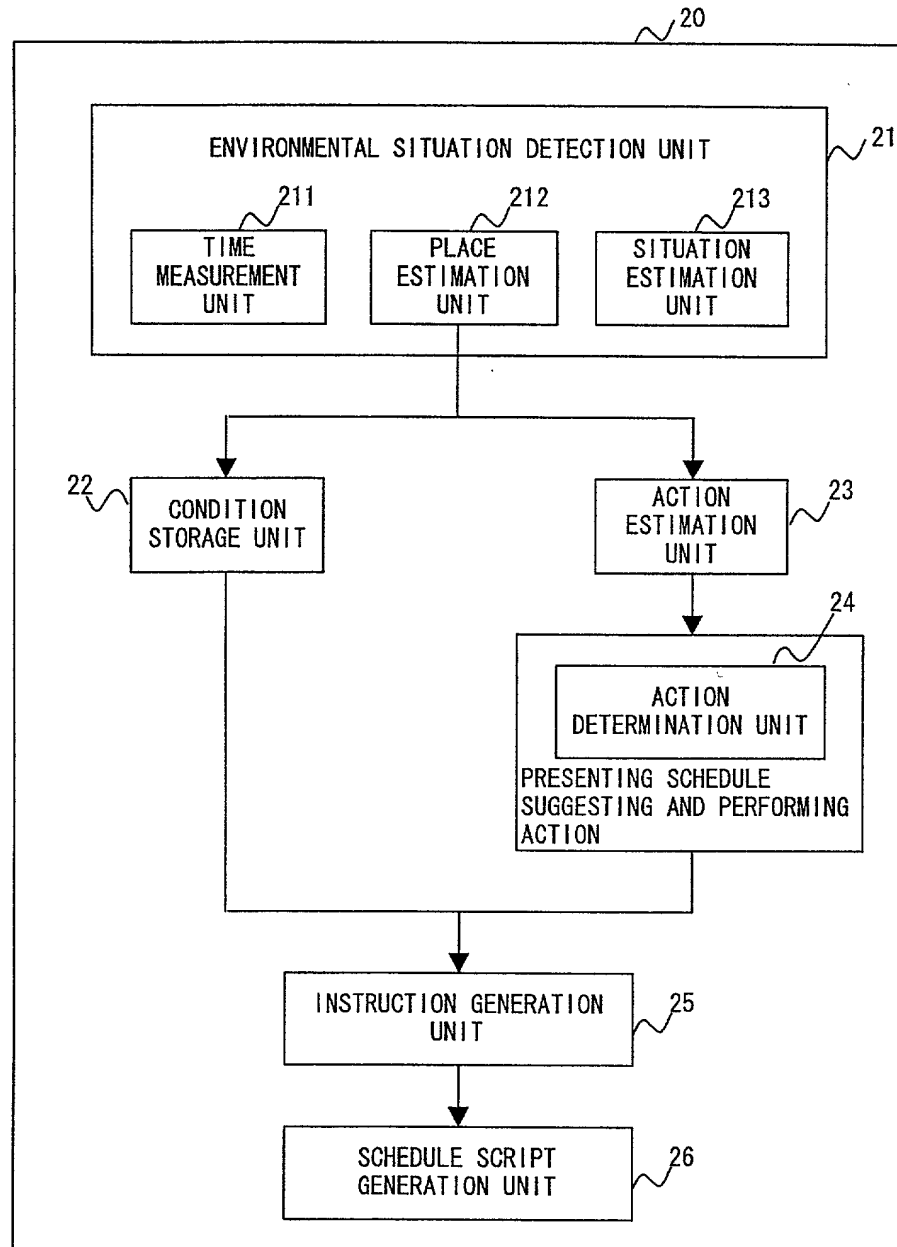 20
ENVIRONMENTAL SITUATION DETECTION UNIT
21
211
212
213
TIME
MEASUREMENT
UNIT
PLACE
ESTIMATION
UNIT
SITUATION
ESTIMATION
UNIT
22
CONDITION
STORAGE UNIT
ACTION
ESTIMATION
UNIT
23
24
ACTION
DETERMINATION UNIT
PRESENTING SCHEDULE
SUGGESTING AND PERFORMING
ACTION
INSTRUCTION GENERATION
UNIT
25
SCHEDULE SCRIPT
GENERATION UNIT
26